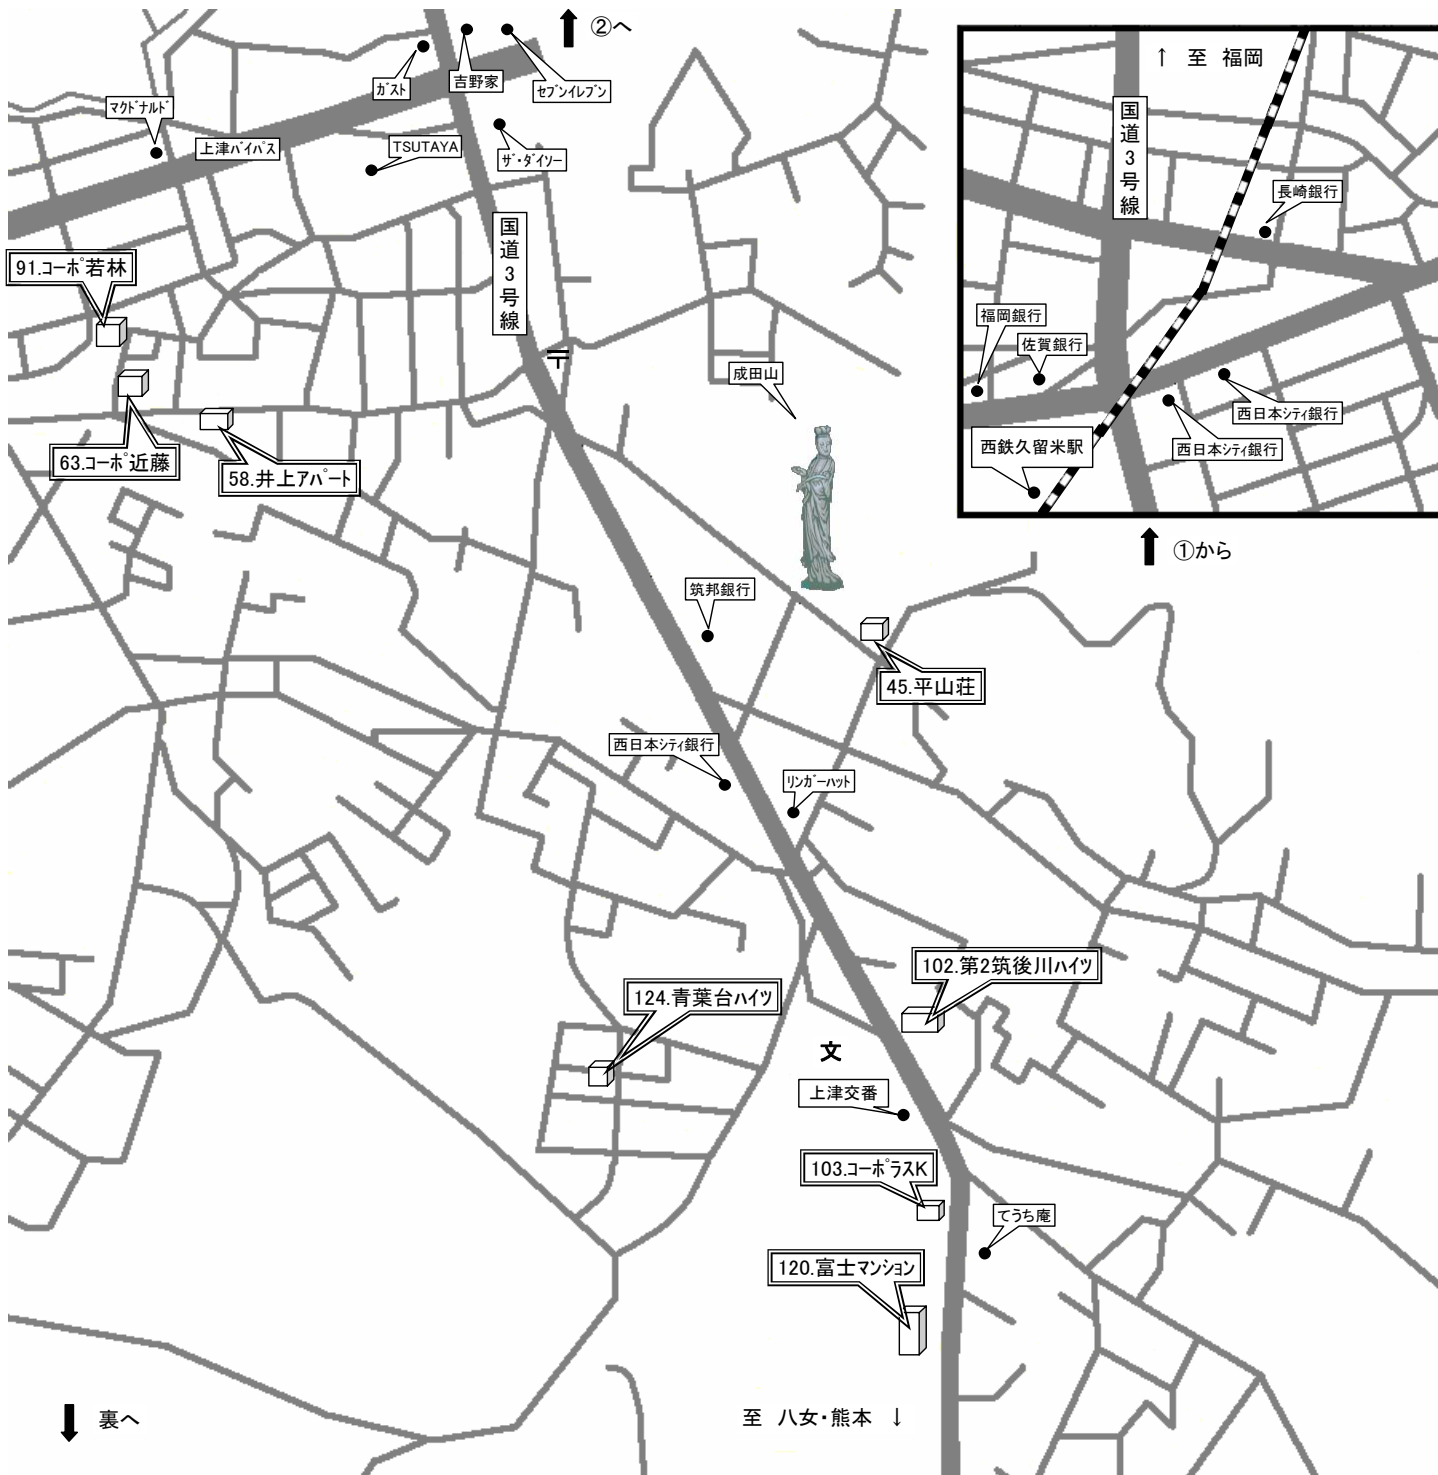 ②へ
ｶﾞｽﾄ
吉野家
ｾﾌﾞﾝｲﾚﾌﾞﾝ
ﾏｸﾄﾞﾅﾙﾄﾞ
上津ﾊﾞｲﾊﾟｽ
TSUTAYA
ｻﾞ・ﾀﾞｲｿｰ
国道3号線
91.ｺｰﾎﾟ若林
63.ｺｰﾎﾟ近藤
58.井上ｱﾊﾟｰﾄ
〒
成田山
↑ 至 福岡
国道3号線
長崎銀行
福岡銀行
佐賀銀行
西日本ｼﾃｨ銀行
西日本ｼﾃｨ銀行
西鉄久留米駅
①から
筑邦銀行
45.平山荘
西日本ｼﾃｨ銀行
ﾘﾝｶﾞｰﾊｯﾄ
102.第2筑後川ﾊｲﾂ
124.青葉台ﾊｲﾂ
文
上津交番
103.ｺｰﾎﾟﾗｽK
てうち庵
120.富士ﾏﾝｼｮﾝ
裏へ
至 八女・熊本 ↓